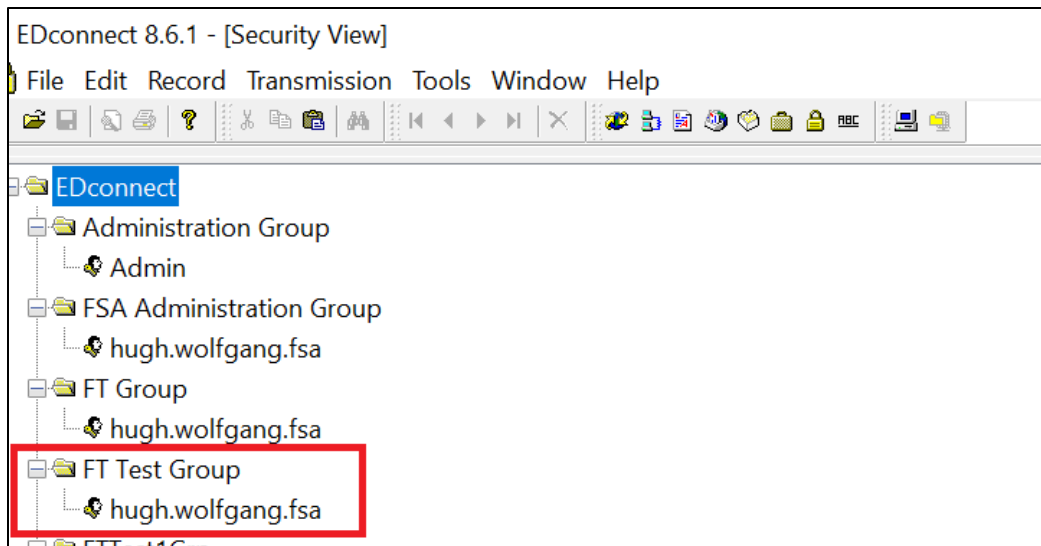 EDconnect 8.6.1 - [Security View]
File Edit Record Transmission Tools Window Help
ABC
EDconnect
Administration Group
Admin
FSA Administration Group
hugh.wolfgang.fsa
FT Group
hugh.wolfgang.fsa
FT Test Group
hugh.wolfgang.fsa